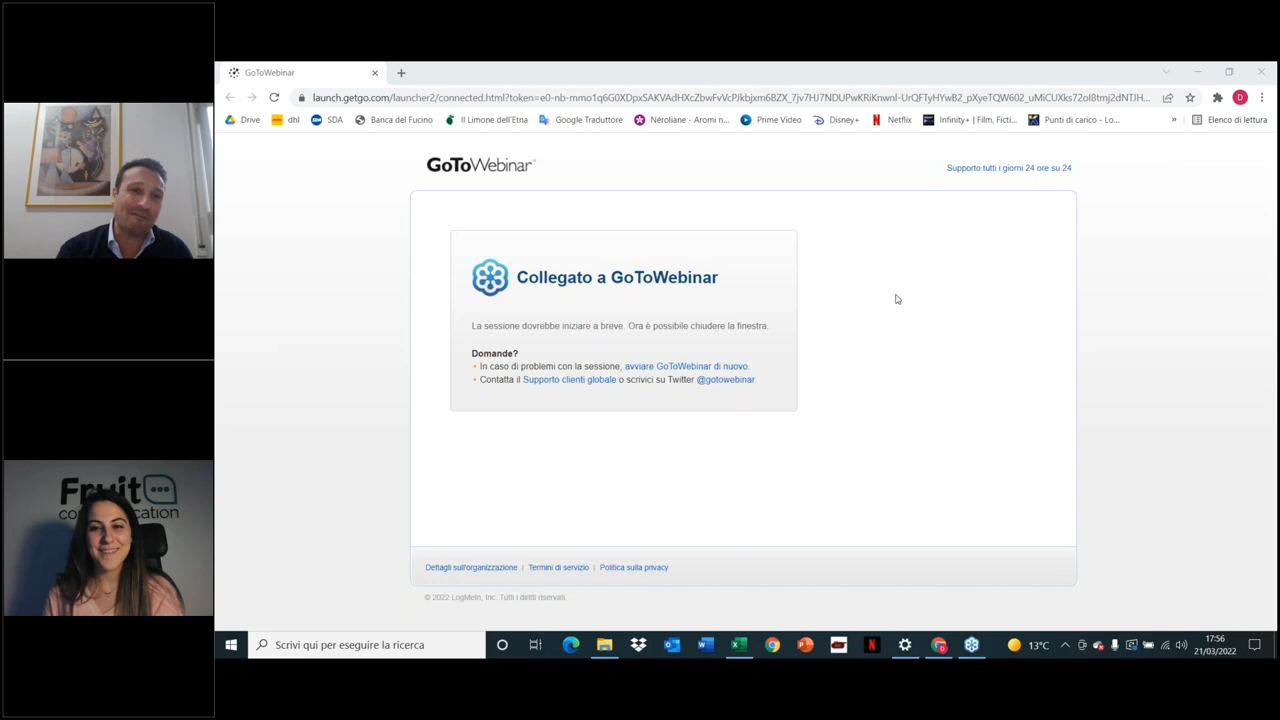 GoToWebinar
launch.getgo.com/launcher2/connected.html?token=e0-nb-mmo1q6G0XDpxSAKVAdHXcZbwFvVcPJkbjxm6BZX_7jv7HJ7NDUPwKRiKnwnI-UrQFTyHYwB2_pXyeTQW602_uMiCUXks72ol8tmj2dNTJH...
Drive
dhl
SDA
Banca del Fucino
Il Limone dell'Etna
Google Traduttore
Nèroliane - Aromi n...
Prime Video
Disney+
Netflix
Infinity+ | Film, Ficti...
Punti di carico - Lo...
»
Elenco di lettura
GoToWebinar
Supporto tutti i giorni 24 ore su 24
Collegato a GoToWebinar
La sessione dovrebbe iniziare a breve. Ora è possibile chiudere la finestra.
Domande?
• In caso di problemi con la sessione, avviare GoToWebinar di nuovo.
• Contatta il Supporto clienti globale o scrivici su Twitter @gotowebinar.
Fruit
Dettagli sull'organizzazione | Termini di servizio | Politica sulla privacy
© 2022 LogMeIn, Inc. Tutti i diritti riservati.
Scrivi qui per eseguire la ricerca
13°C
17:56
21/03/2022